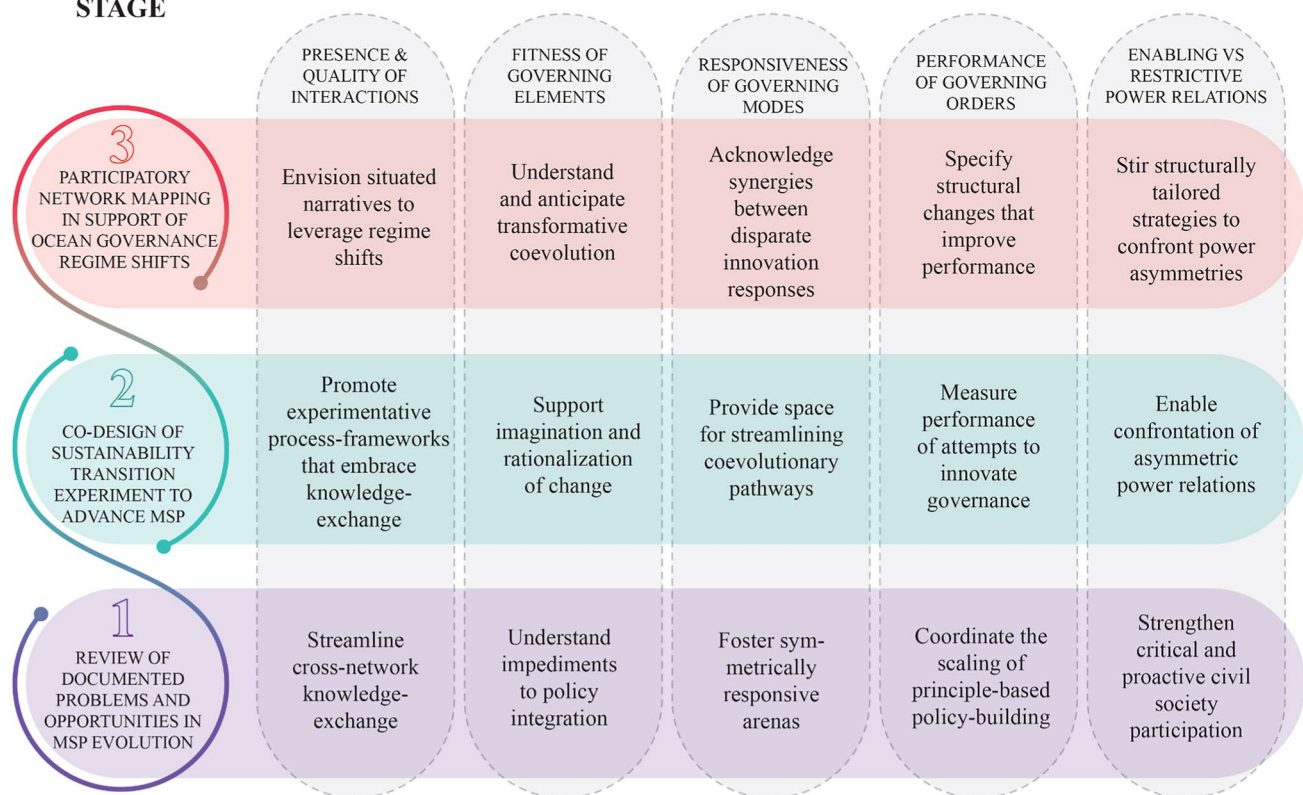 STAGE
PRESENCE &
QUALITY OF
INTERACTIONS
FITNESS OF
GOVERNING
ELEMENTS
RESPONSIVENESS
OF GOVERNING
MODES
PERFORMANCE
OF GOVERNING
ORDERS
ENABLING VS
RESTRICTIVE
POWER RELATIONS
3
PARTICIPATORY
NETWORK MAPPING
IN SUPPORT OF
OCEAN GOVERNANCE
REGIME SHIFTS
Envision situated
narratives to
leverage regime
shifts
Understand
and anticipate
transformative
coevolution
Acknowledge
synergies
between
disparate
innovation
responses
Specify
structural
changes that
improve
performance
Stir structurally
tailored
strategies to
confront power
asymmetries
2
CO-DESIGN OF
SUSTAINABILITY
TRANSITION
EXPERIMENT TO
ADVANCE MSP
Promote
experimentative
process-frameworks
that embrace
knowledge-
exchange
Support
imagination and
rationalization
of change
Provide space
for streamlining
coevolutionary
pathways
Measure
performance
of attempts to
innovate
governance
Enable
confrontation of
asymmetric
power relations
1
REVIEW OF
DOCUMENTED
PROBLEMS AND
OPPORTUNITIES IN
MSP EVOLUTION
Streamline
cross-network
knowledge-
exchange
Understand
impediments
to policy
integration
Foster sym-
metrically
responsive
arenas
Coordinate the
scaling of
principle-based
policy-building
Strengthen
critical and
proactive civil
society
participation